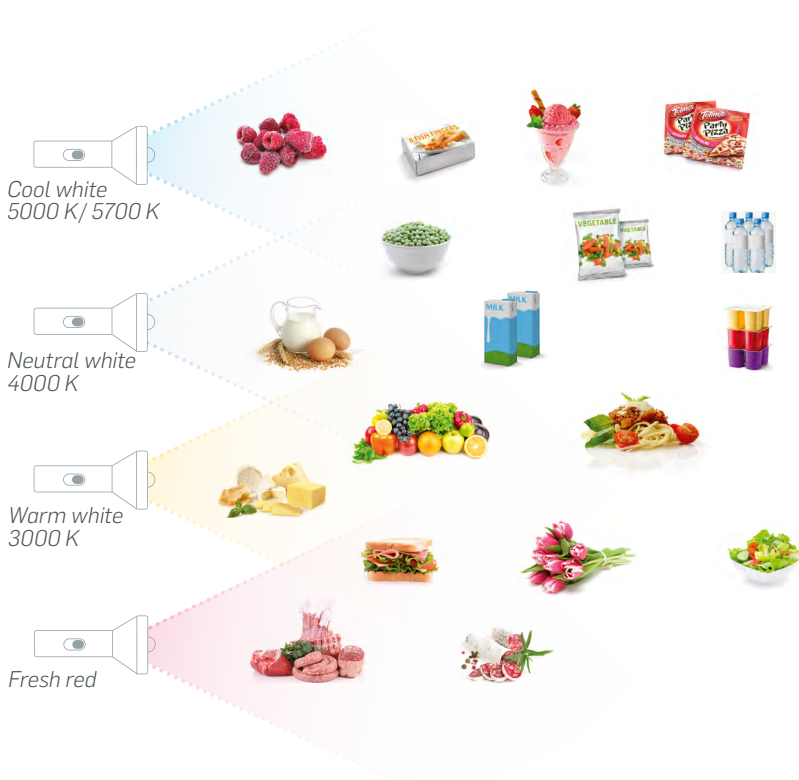 8 FISH FINGERS
Party
Pizza
Cool white
5000 K/ 5700 K
VEGETABLE
VEGETABLE
MILK
MILK
Neutral white
4000 K
Warm white
3000 K
Fresh red